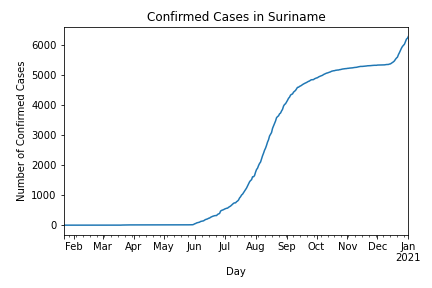 Confirmed Cases in Suriname
Number of Confirmed Cases
6000
5000
4000
3000
2000
1000
0
Feb Mar Apr May Jun Jul Aug Sep Oct Nov Dec Jan
2021
Day